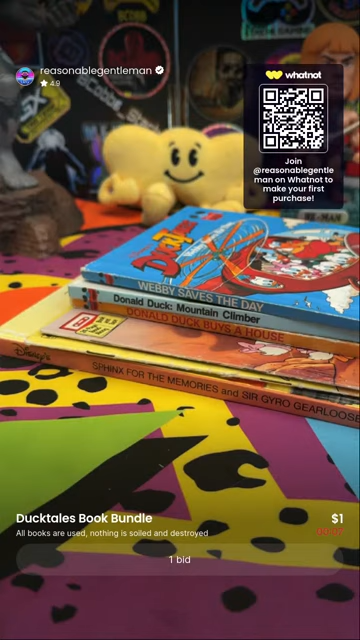 reasonablegentleman
4.9
whatnot
Join
@reasonablegentle
man on Whatnot to
make your first
purchase!
WEBBY SAVES THE DAY
Donald Duck: Mountain Climber
DONALD DUCK BUYS A HOUSE
Disney's
SPHINX FOR THE MEMORIES and SIR GYRO GEARLOOSE
Ducktales Book Bundle
$1
All books are used, nothing is soiled and destroyed
1 bid